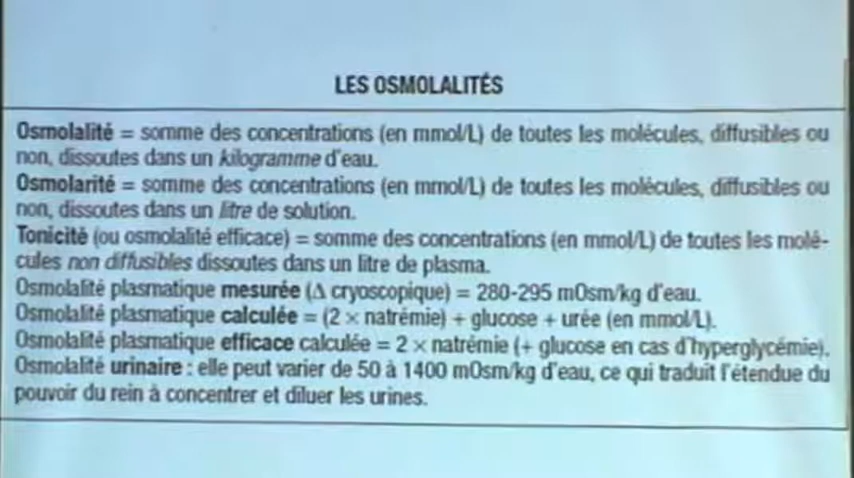 LES OSMOLALITÉS
Osmolalité = somme des concentrations (en mmol/L) de toutes les molécules, diffusibles ou
non, dissoutes dans un kilogramme d'eau.
Osmolarité = somme des concentrations (en mmol/L) de toutes les molécules, diffusibles ou
non, dissoutes dans un litre de solution.
Tonicité (ou osmolalité efficace) = somme des concentrations (en mmol/L) de toutes les molé-
cules non diffusibles dissoutes dans un litre de plasma.
Osmolalité plasmatique mesurée (Δ cryoscopique) = 280-295 mOsm/kg d'eau.
Osmolalité plasmatique calculée = (2 × natrémie) + glucose + urée (en mmol/L).
Osmolalité plasmatique efficace calculée = 2 × natrémie (+ glucose en cas d'hyperglycémie).
Osmolalité urinaire : elle peut varier de 50 à 1400 mOsm/kg d'eau, ce qui traduit l'étendue du
pouvoir du rein à concentrer et diluer les urines.